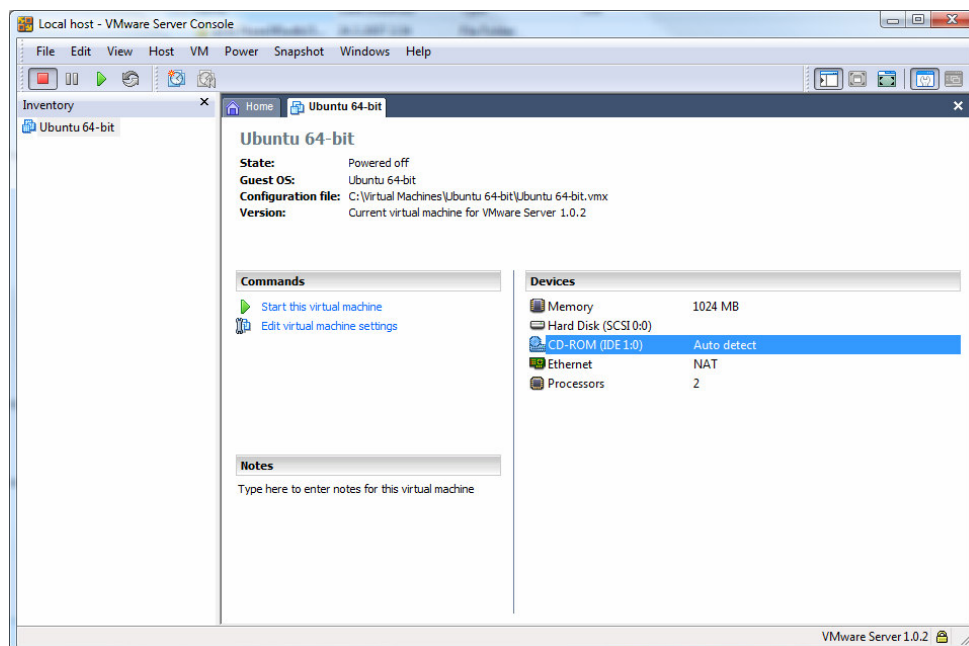 Local host - VMware Server Console
File Edit View Host VM Power Snapshot Windows Help
Inventory
Ubuntu 64-bit
Home Ubuntu 64-bit
Ubuntu 64-bit
State: Powered off
Guest OS: Ubuntu 64-bit
Configuration file: C:\Virtual Machines\Ubuntu 64-bit\Ubuntu 64-bit.vmx
Version: Current virtual machine for VMware Server 1.0.2
Commands
Start this virtual machine
Edit virtual machine settings
Devices
Memory 1024 MB
Hard Disk (SCSI 0:0)
CD-ROM (IDE 1:0) Auto detect
Ethernet NAT
Processors 2
Notes
Type here to enter notes for this virtual machine
VMware Server 1.0.2